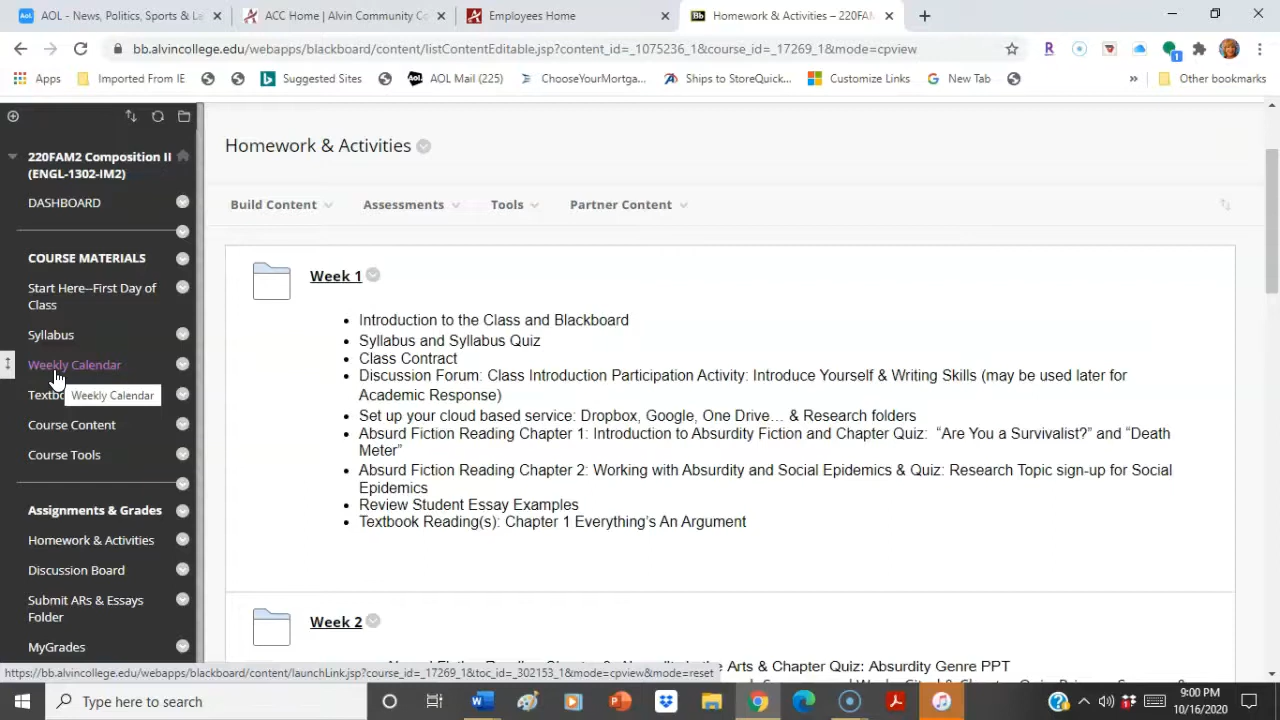 AOL - News, Politics, Sports & La
ACC Home | Alvin Community Co
Employees Home
Bb
Homework & Activities – 220FAM
bb.alvincollege.edu/webapps/blackboard/content/listContentEditable.jsp?content_id=_1075236_1&course_id=_17269_1&mode=cpview
Apps
Imported From IE
Suggested Sites
AOL Mail (225)
ChooseYourMortga...
Ships to StoreQuick...
Customize Links
New Tab
Other bookmarks
220FAM2 Composition II
(ENGL-1302-IM2)
DASHBOARD
COURSE MATERIALS
Start Here--First Day of
Class
Syllabus
Weekly Calendar
Textbo
Weekly Calendar
Course Content
Course Tools
Assignments & Grades
Homework & Activities
Discussion Board
Submit ARs & Essays
Folder
MyGrades
Homework & Activities
Build Content
Assessments
Tools
Partner Content
Week 1
• Introduction to the Class and Blackboard
• Syllabus and Syllabus Quiz
• Class Contract
• Discussion Forum: Class Introduction Participation Activity: Introduce Yourself & Writing Skills (may be used later for
Academic Response)
• Set up your cloud based service: Dropbox, Google, One Drive… & Research folders
• Absurd Fiction Reading Chapter 1: Introduction to Absurdity Fiction and Chapter Quiz: “Are You a Survivalist?” and “Death
Meter”
• Absurd Fiction Reading Chapter 2: Working with Absurdity and Social Epidemics & Quiz: Research Topic sign-up for Social
Epidemics
• Review Student Essay Examples
• Textbook Reading(s): Chapter 1 Everything’s An Argument
Week 2
the Arts & Chapter Quiz: Absurdity Genre PPT
https://bb.alvincollege.edu/webapps/blackboard/content/launchLink.jsp?course_id=_17269_1&toc_id=_302153_1&mode=cpview&mode=reset
Type here to search
9:00 PM
10/16/2020